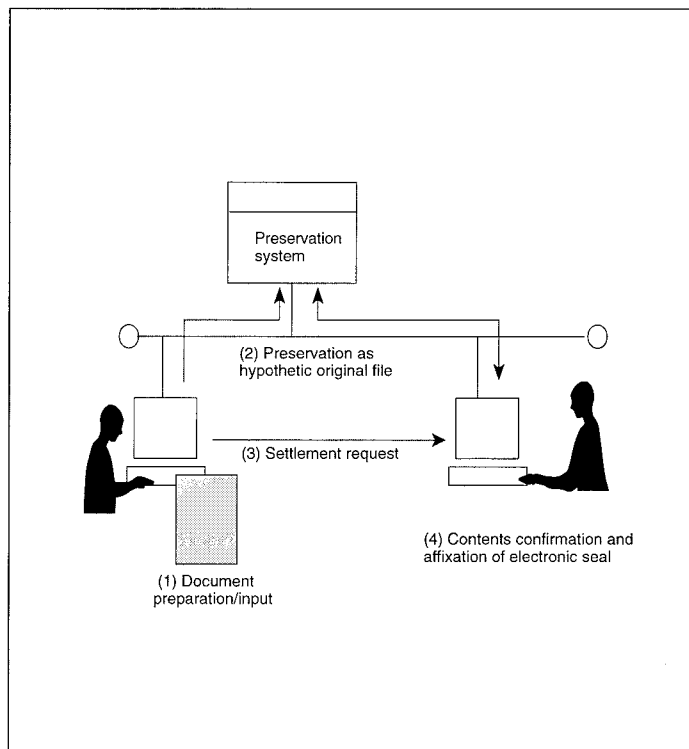 Preservation
system
(2) Preservation as
hypothetic original file
(3) Settlement request
(4) Contents confirmation and
affixation of electronic seal
(1) Document
preparation/input